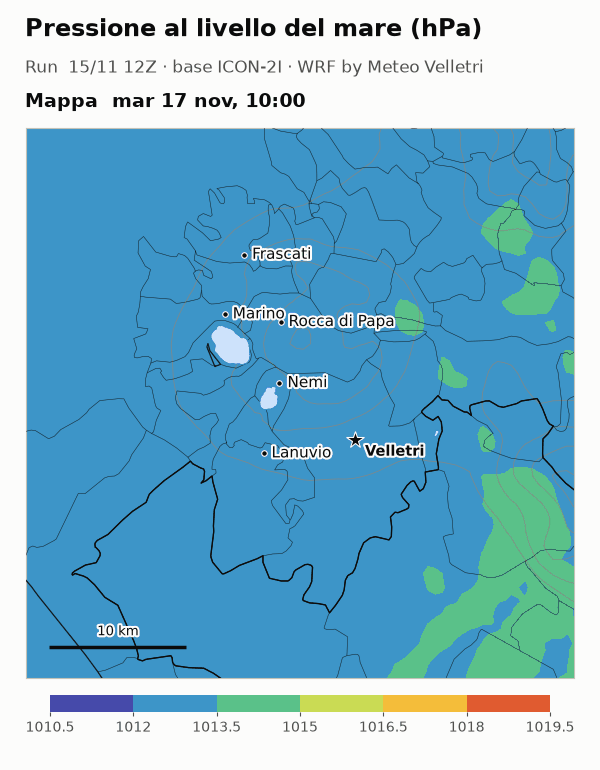 Pressione al livello del mare (hPa)
Run  15/11 12Z · base ICON-2I · WRF by Meteo Velletri
Mappa  mar 17 nov, 10:00
Frascati
Marino
Rocca di Papa
Nemi
Velletri
Lanuvio
10 km
1010.5 1012 1013.5 1015 1016.5 1018 1019.5